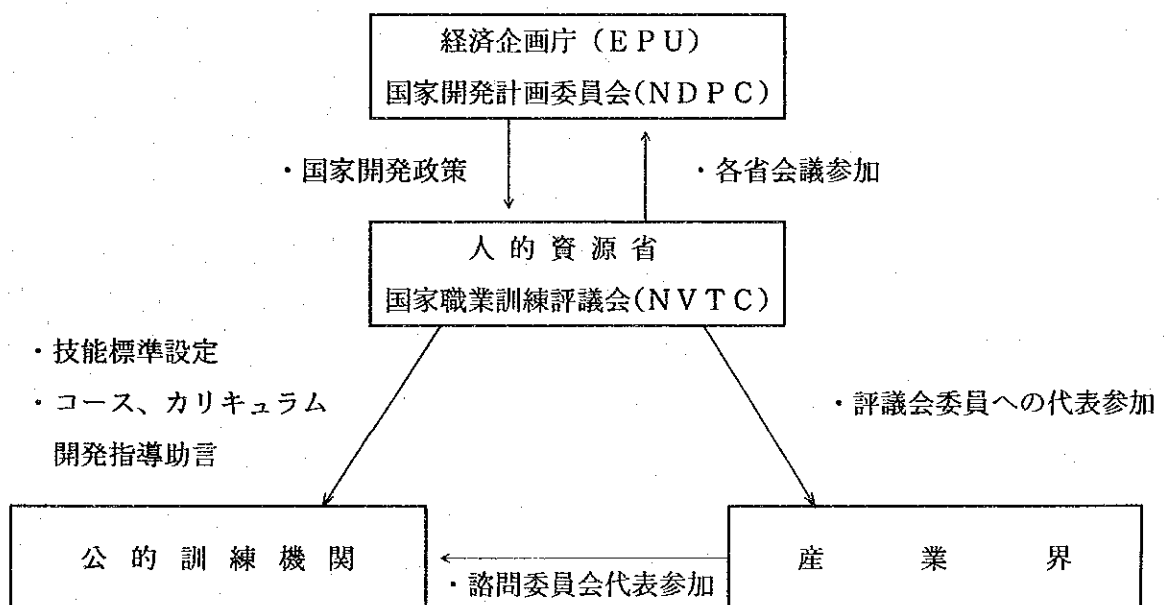 経済企画庁(EPU)
国家開発計画委員会(NDPC)
・国家開発政策
・各省会議参加
人的資源省
国家職業訓練評議会(NVTC)
・技能標準設定
・コース、カリキュラム
開発指導助言
・評議会委員への代表参加
公的訓練機関
産業界
・諮問委員会代表参加